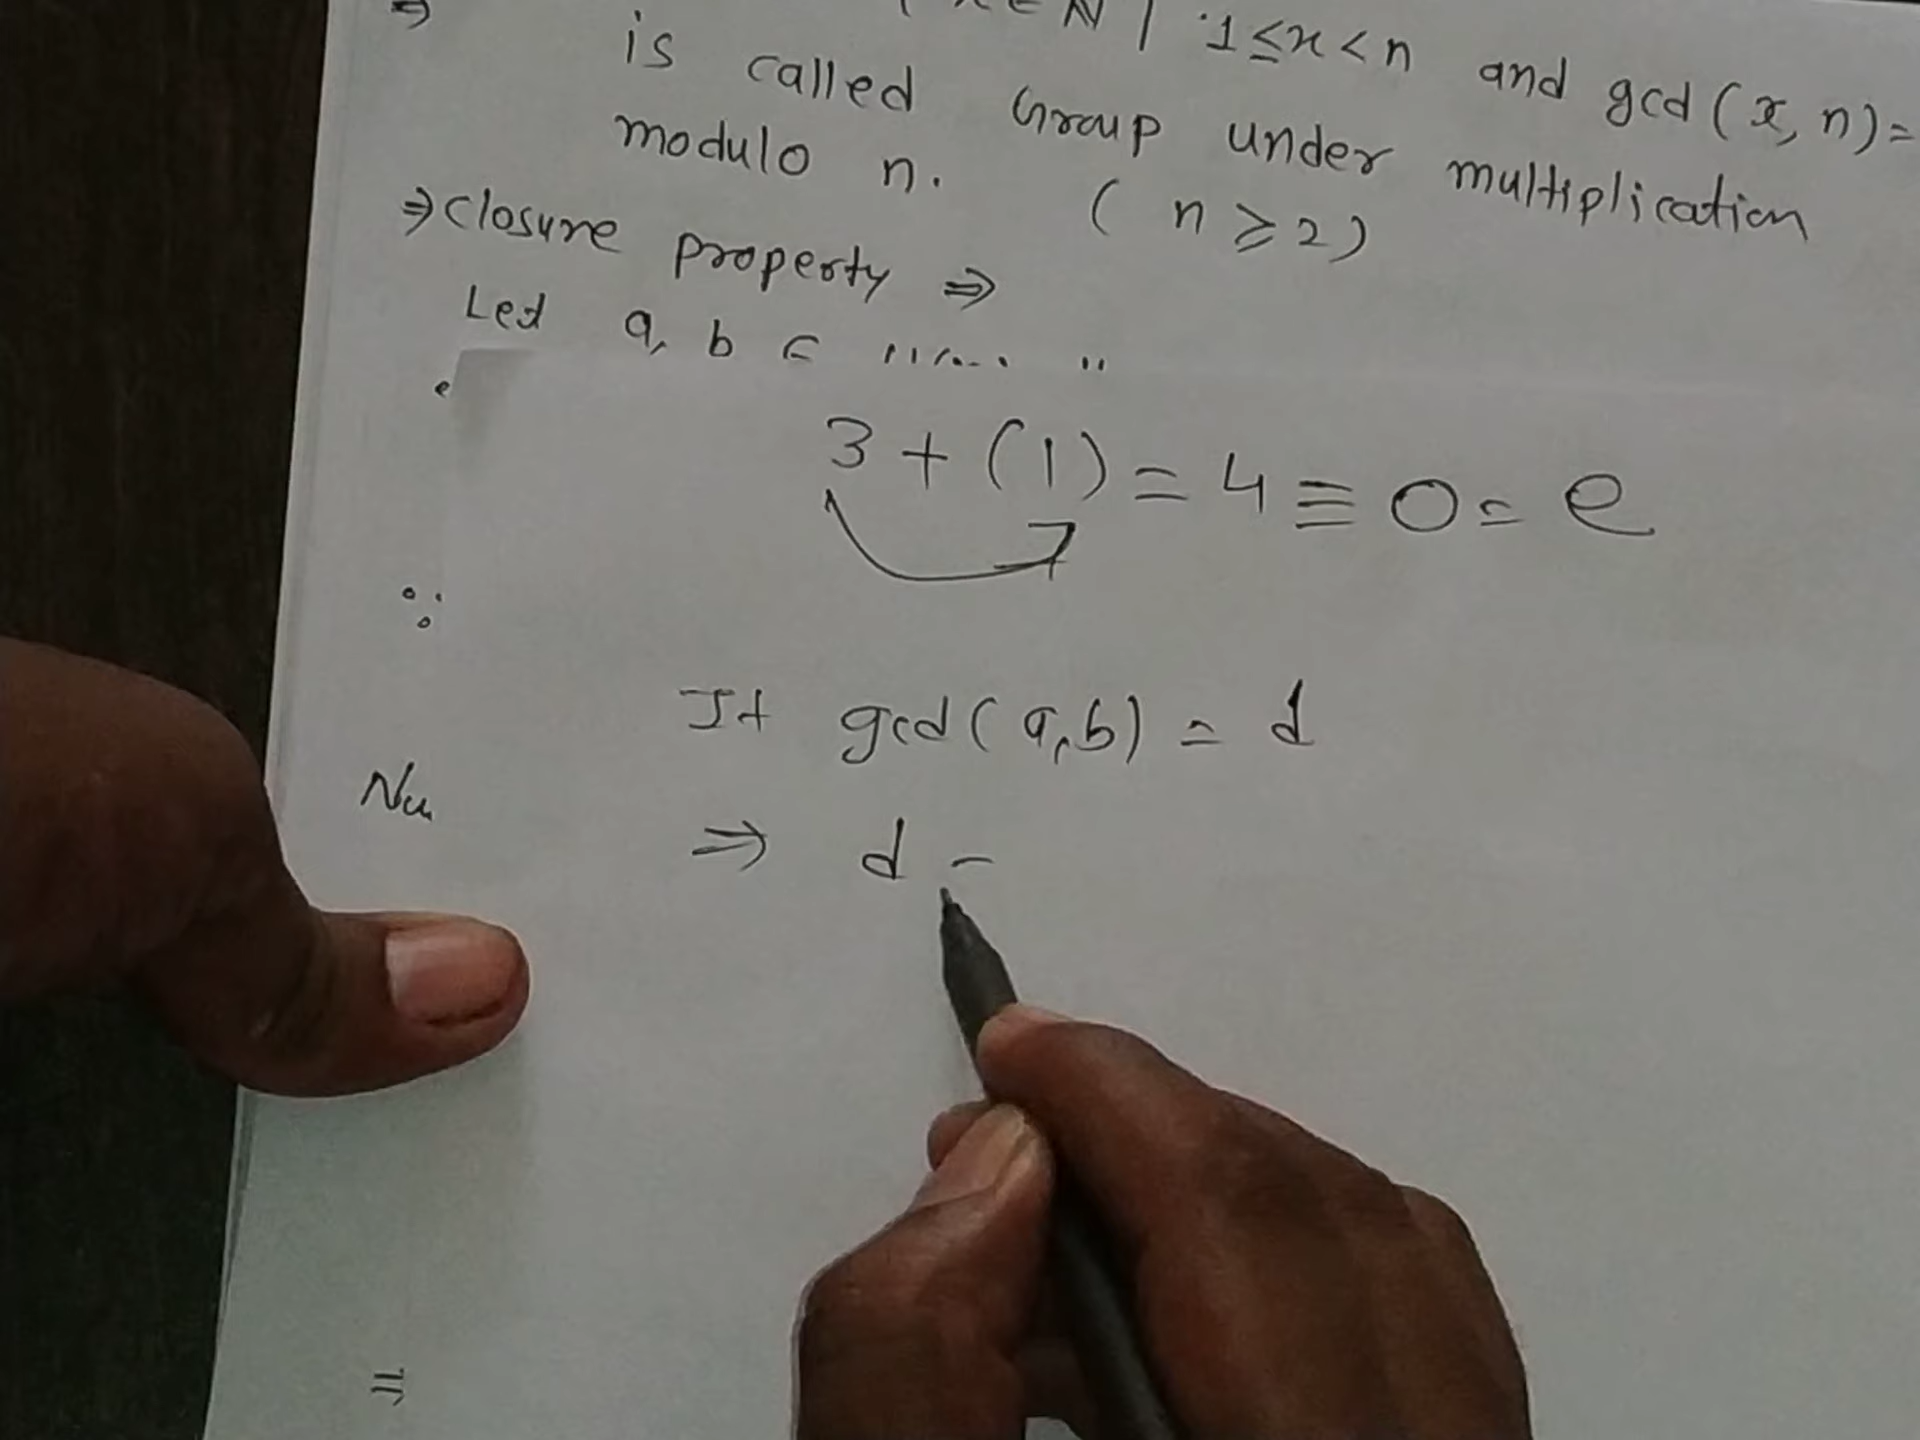 ⇒ x ∈ N | 1 ≤ x < n and gcd (x, n) =
is called Group under multiplication
modulo n. ( n ≥ 2 )
⇒ Closure property ⇒
Let a, b
3 + (1) = 4 ≡ 0 = e
If gcd ( a, b ) = d
⇒ d -
⇒